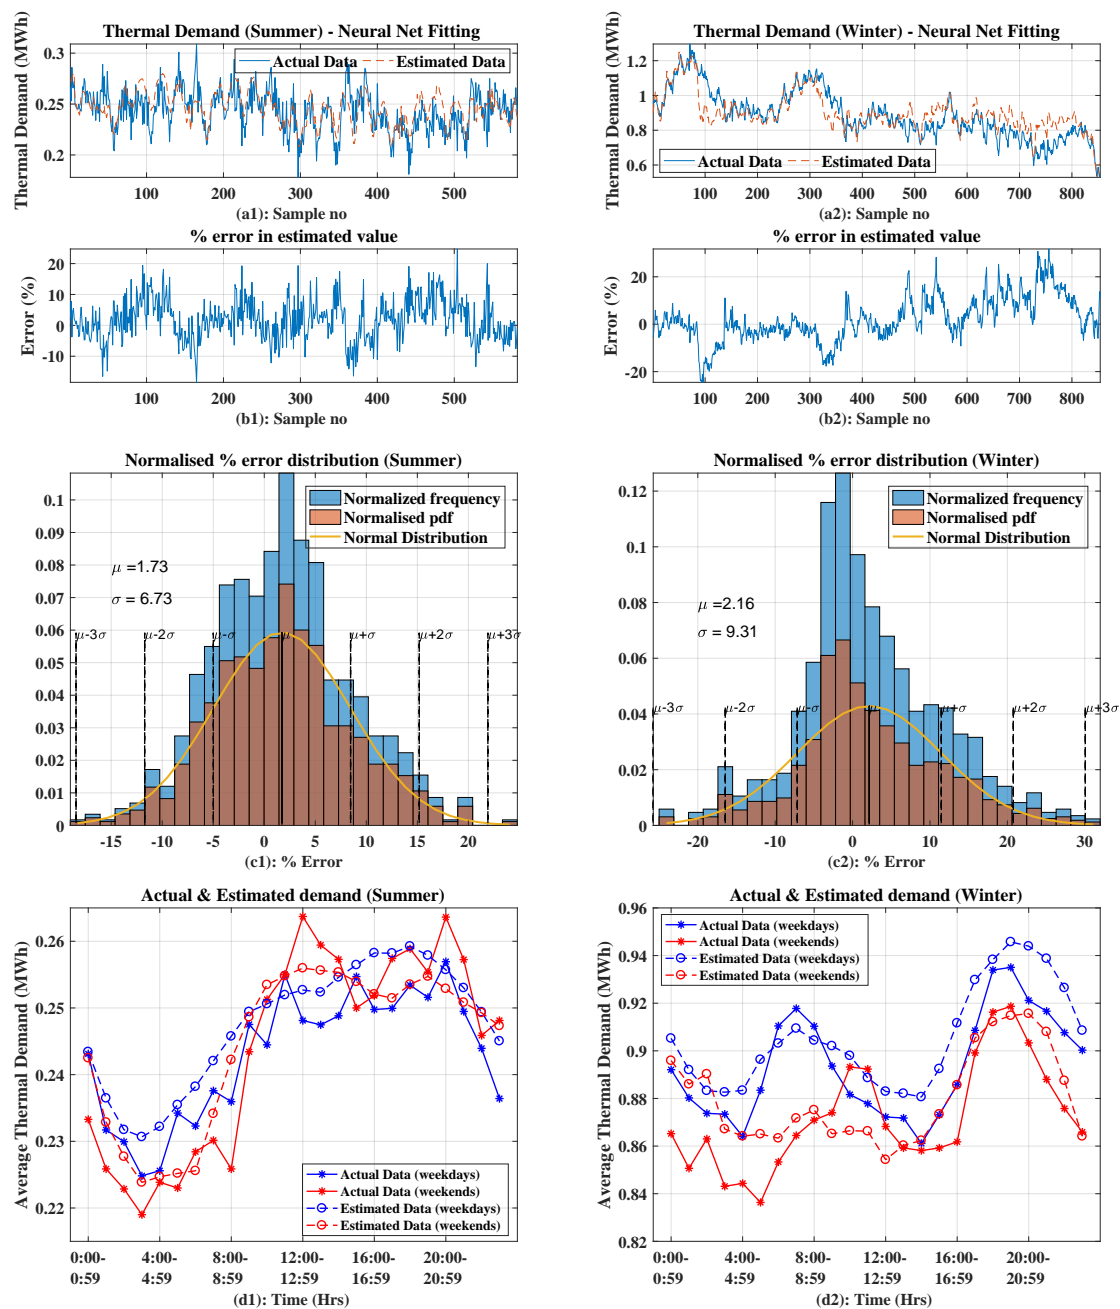 Thermal Demand (Summer) - Neural Net Fitting
Thermal Demand (MWh)
0.3
0.25
0.2
Actual Data
Estimated Data
100 200 300 400 500
(a1): Sample no
Thermal Demand (Winter) - Neural Net Fitting
Thermal Demand (MWh)
1.2
1
0.8
0.6
Actual Data
Estimated Data
100 200 300 400 500 600 700 800
(a2): Sample no
% error in estimated value
Error (%)
20
10
0
-10
100 200 300 400 500
(b1): Sample no
% error in estimated value
Error (%)
20
0
-20
100 200 300 400 500 600 700 800
(b2): Sample no
Normalised % error distribution (Summer)
0.1
0.09
0.08
0.07
0.06
0.05
0.04
0.03
0.02
0.01
0
Normalized frequency
Normalised pdf
Normal Distribution
μ =1.73
σ = 6.73
μ-3σ μ-2σ μ-σ μ μ+σ μ+2σ μ+3σ
-15 -10 -5 0 5 10 15 20
(c1): % Error
Normalised % error distribution (Winter)
0.12
0.1
0.08
0.06
0.04
0.02
0
Normalized frequency
Normalised pdf
Normal Distribution
μ =2.16
σ = 9.31
μ-3σ μ-2σ μ-σ μ μ+σ μ+2σ μ+3σ
-20 -10 0 10 20 30
(c2): % Error
Actual & Estimated demand (Summer)
Average Thermal Demand (MWh)
0.26
0.25
0.24
0.23
0.22
Actual Data (weekdays)
Actual Data (weekends)
Estimated Data (weekdays)
Estimated Data (weekends)
0:00- 4:00- 8:00- 12:00- 16:00- 20:00-
0:59 4:59 8:59 12:59 16:59 20:59
(d1): Time (Hrs)
Actual & Estimated demand (Winter)
Average Thermal Demand (MWh)
0.96
0.94
0.92
0.9
0.88
0.86
0.84
0.82
Actual Data (weekdays)
Actual Data (weekends)
Estimated Data (weekdays)
Estimated Data (weekends)
0:00- 4:00- 8:00- 12:00- 16:00- 20:00-
0:59 4:59 8:59 12:59 16:59 20:59
(d2): Time (Hrs)